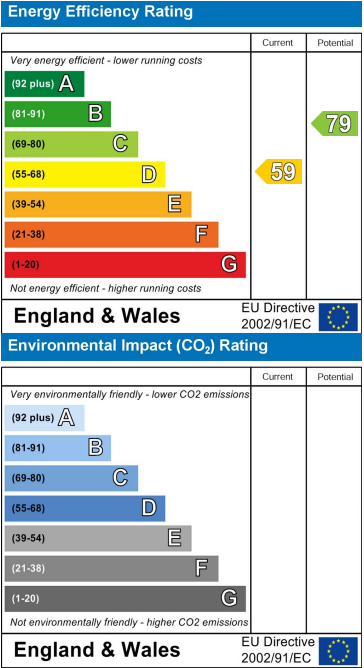 Energy Efficiency Rating
Current Potential
Very energy efficient - lower running costs
(92 plus) A
(81-91) B
79
(69-80) C
(55-68) D
59
(39-54) E
(21-38) F
(1-20) G
Not energy efficient - higher running costs
England & Wales
EU Directive
2002/91/EC
Environmental Impact (CO2) Rating
Current Potential
Very environmentally friendly - lower CO2 emissions
(92 plus) A
(81-91) B
(69-80) C
(55-68) D
(39-54) E
(21-38) F
(1-20) G
Not environmentally friendly - higher CO2 emissions
England & Wales
EU Directive
2002/91/EC